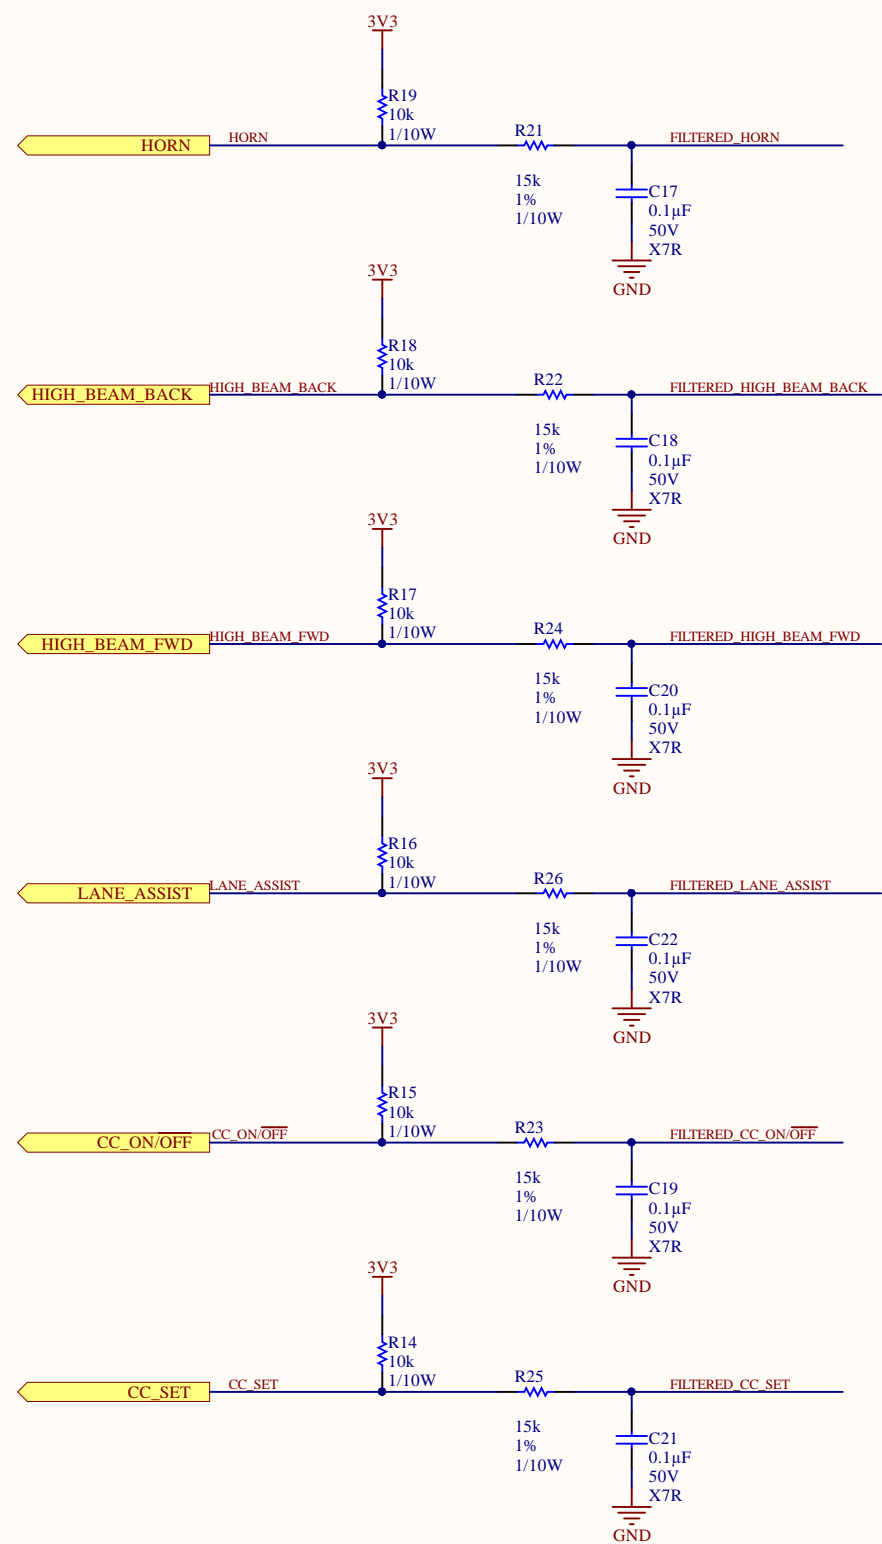 3V3
R19
10k
1/10W
HORN
HORN
R21
FILTERED_HORN
15k
1%
1/10W
C17
0.1µF
50V
X7R
GND
3V3
R18
10k
1/10W
HIGH_BEAM_BACK
HIGH_BEAM_BACK
R22
FILTERED_HIGH_BEAM_BACK
15k
1%
1/10W
C18
0.1µF
50V
X7R
GND
3V3
R17
10k
1/10W
HIGH_BEAM_FWD
HIGH_BEAM_FWD
R24
FILTERED_HIGH_BEAM_FWD
15k
1%
1/10W
C20
0.1µF
50V
X7R
GND
3V3
R16
10k
1/10W
LANE_ASSIST
LANE_ASSIST
R26
FILTERED_LANE_ASSIST
15k
1%
1/10W
C22
0.1µF
50V
X7R
GND
3V3
R15
10k
1/10W
CC_ON/O̅F̅F̅
CC_ON/O̅F̅F̅
R23
FILTERED_CC_ON/O̅F̅F̅
15k
1%
1/10W
C19
0.1µF
50V
X7R
GND
3V3
R14
10k
1/10W
CC_SET
CC_SET
R25
FILTERED_CC_SET
15k
1%
1/10W
C21
0.1µF
50V
X7R
GND